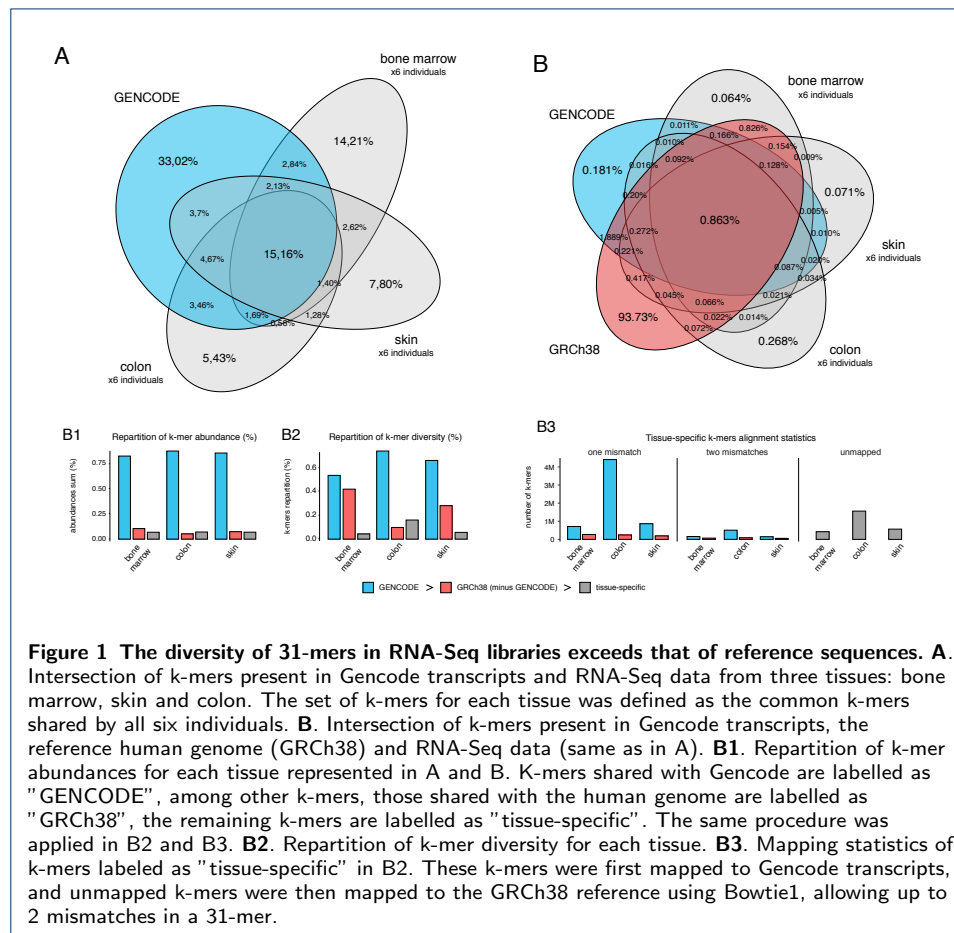 A
bone marrow
x6 individuals
GENCODE
33,02%
14,21%
2,84%
2,13%
3,7%
2,62%
15,16%
4,67%
7,80%
1,40%
3,46%
1,69%
0,58%
1,28%
skin
x6 individuals
colon
x6 individuals
5,43%
B
bone marrow
x6 individuals
0.064%
GENCODE
0.011%
0.166%
0.826%
0.010%
0.154%
0.009%
0.092%
0.016%
0.128%
0.181%
0.20%
0.071%
0.863%
0.005%
0.272%
0.010%
1.889%
0.221%
skin
x6 individuals
0.020%
0.087%
0.034%
0.417%
0.045%
0.021%
0.066%
93.73%
0.022%
0.014%
0.072%
0.268%
GRCh38
colon
x6 individuals
B1
Repartition of k-mer abundance (%)
abundances sum (%)
0.75
0.50
0.25
0.00
bone
marrow
colon
skin
B2
Repartition of k-mer diversity (%)
k-mers repartition (%)
0.6
0.4
0.2
0.0
bone
marrow
colon
skin
B3
Tissue-specific k-mers alignment statistics
one mismatch
two mismatches
unmapped
number of k-mers
4M
2M
1M
0
bone
marrow
colon
skin
bone
marrow
colon
skin
bone
marrow
colon
skin
GENCODE > GRCh38 (minus GENCODE) > tissue-specific
Figure 1 The diversity of 31-mers in RNA-Seq libraries exceeds that of reference sequences. A.
Intersection of k-mers present in Gencode transcripts and RNA-Seq data from three tissues: bone
marrow, skin and colon. The set of k-mers for each tissue was defined as the common k-mers
shared by all six individuals. B. Intersection of k-mers present in Gencode transcripts, the
reference human genome (GRCh38) and RNA-Seq data (same as in A). B1. Repartition of k-mer
abundances for each tissue represented in A and B. K-mers shared with Gencode are labelled as
"GENCODE", among other k-mers, those shared with the human genome are labelled as
"GRCh38", the remaining k-mers are labelled as "tissue-specific". The same procedure was
applied in B2 and B3. B2. Repartition of k-mer diversity for each tissue. B3. Mapping statistics of
k-mers labeled as "tissue-specific" in B2. These k-mers were first mapped to Gencode transcripts,
and unmapped k-mers were then mapped to the GRCh38 reference using Bowtie1, allowing up to
2 mismatches in a 31-mer.